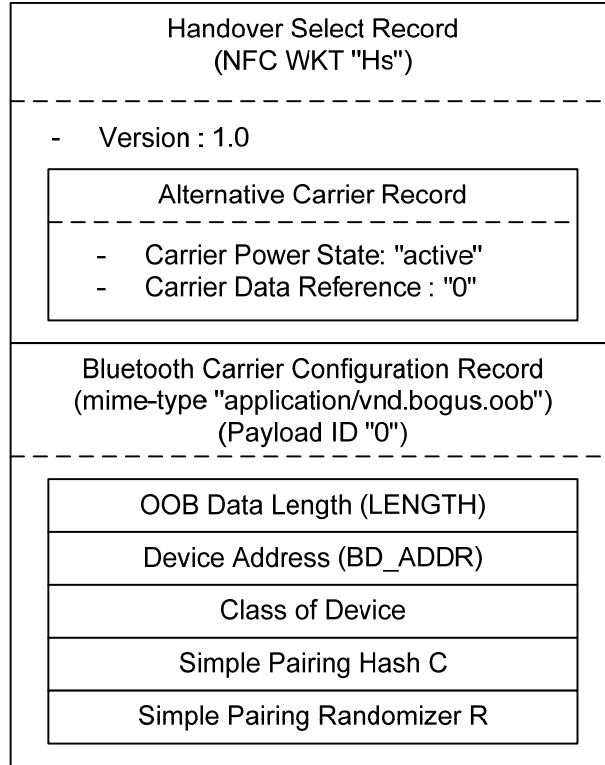 Handover Select Record
(NFC WKT "Hs")
- Version : 1.0
Alternative Carrier Record
- Carrier Power State: "active"
- Carrier Data Reference : "0"
Bluetooth Carrier Configuration Record
(mime-type "application/vnd.bogus.oob")
(Payload ID "0")
OOB Data Length (LENGTH)
Device Address (BD_ADDR)
Class of Device
Simple Pairing Hash C
Simple Pairing Randomizer R